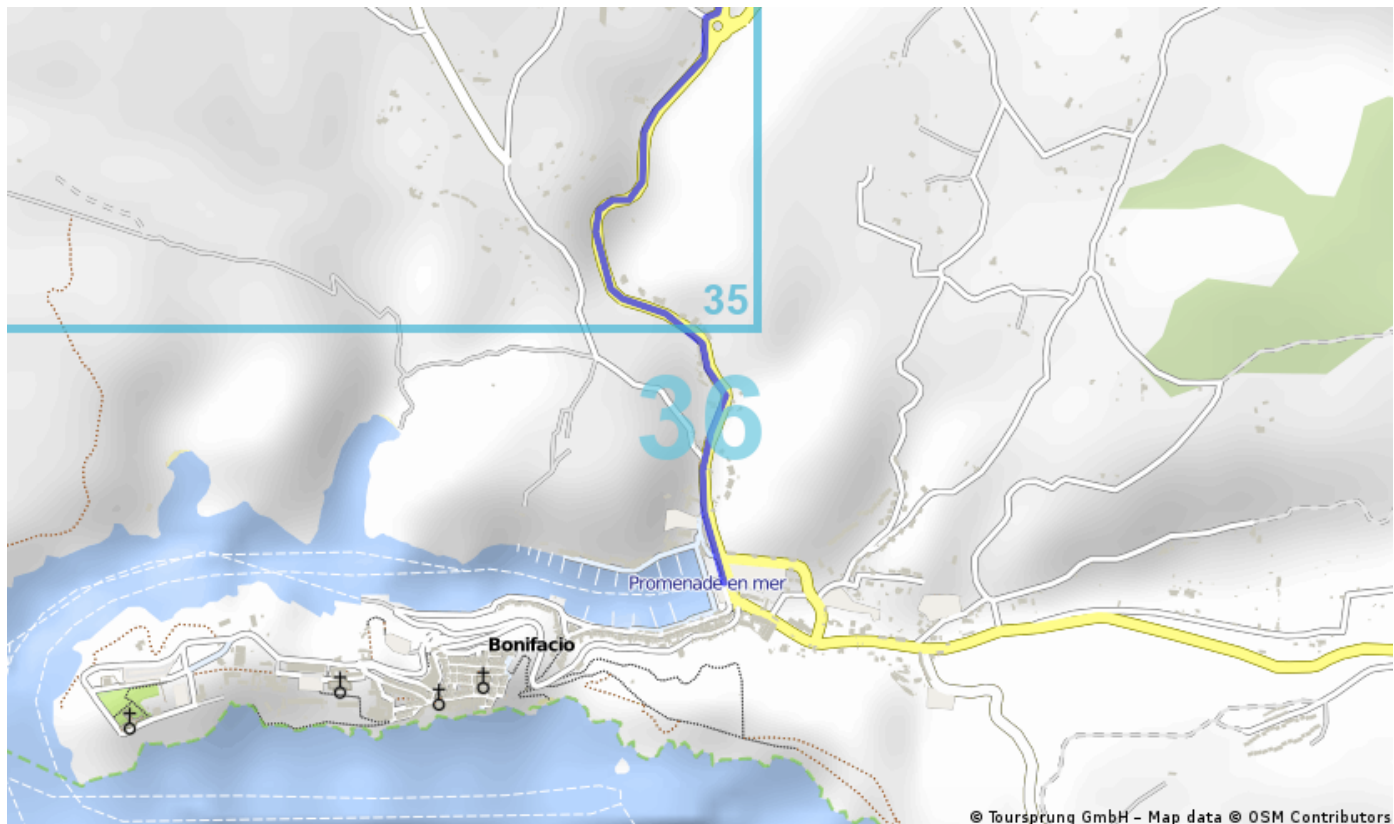 35
36
Promenade en mer
Bonifacio
© Toursprung GmbH – Map data © OSM Contributors